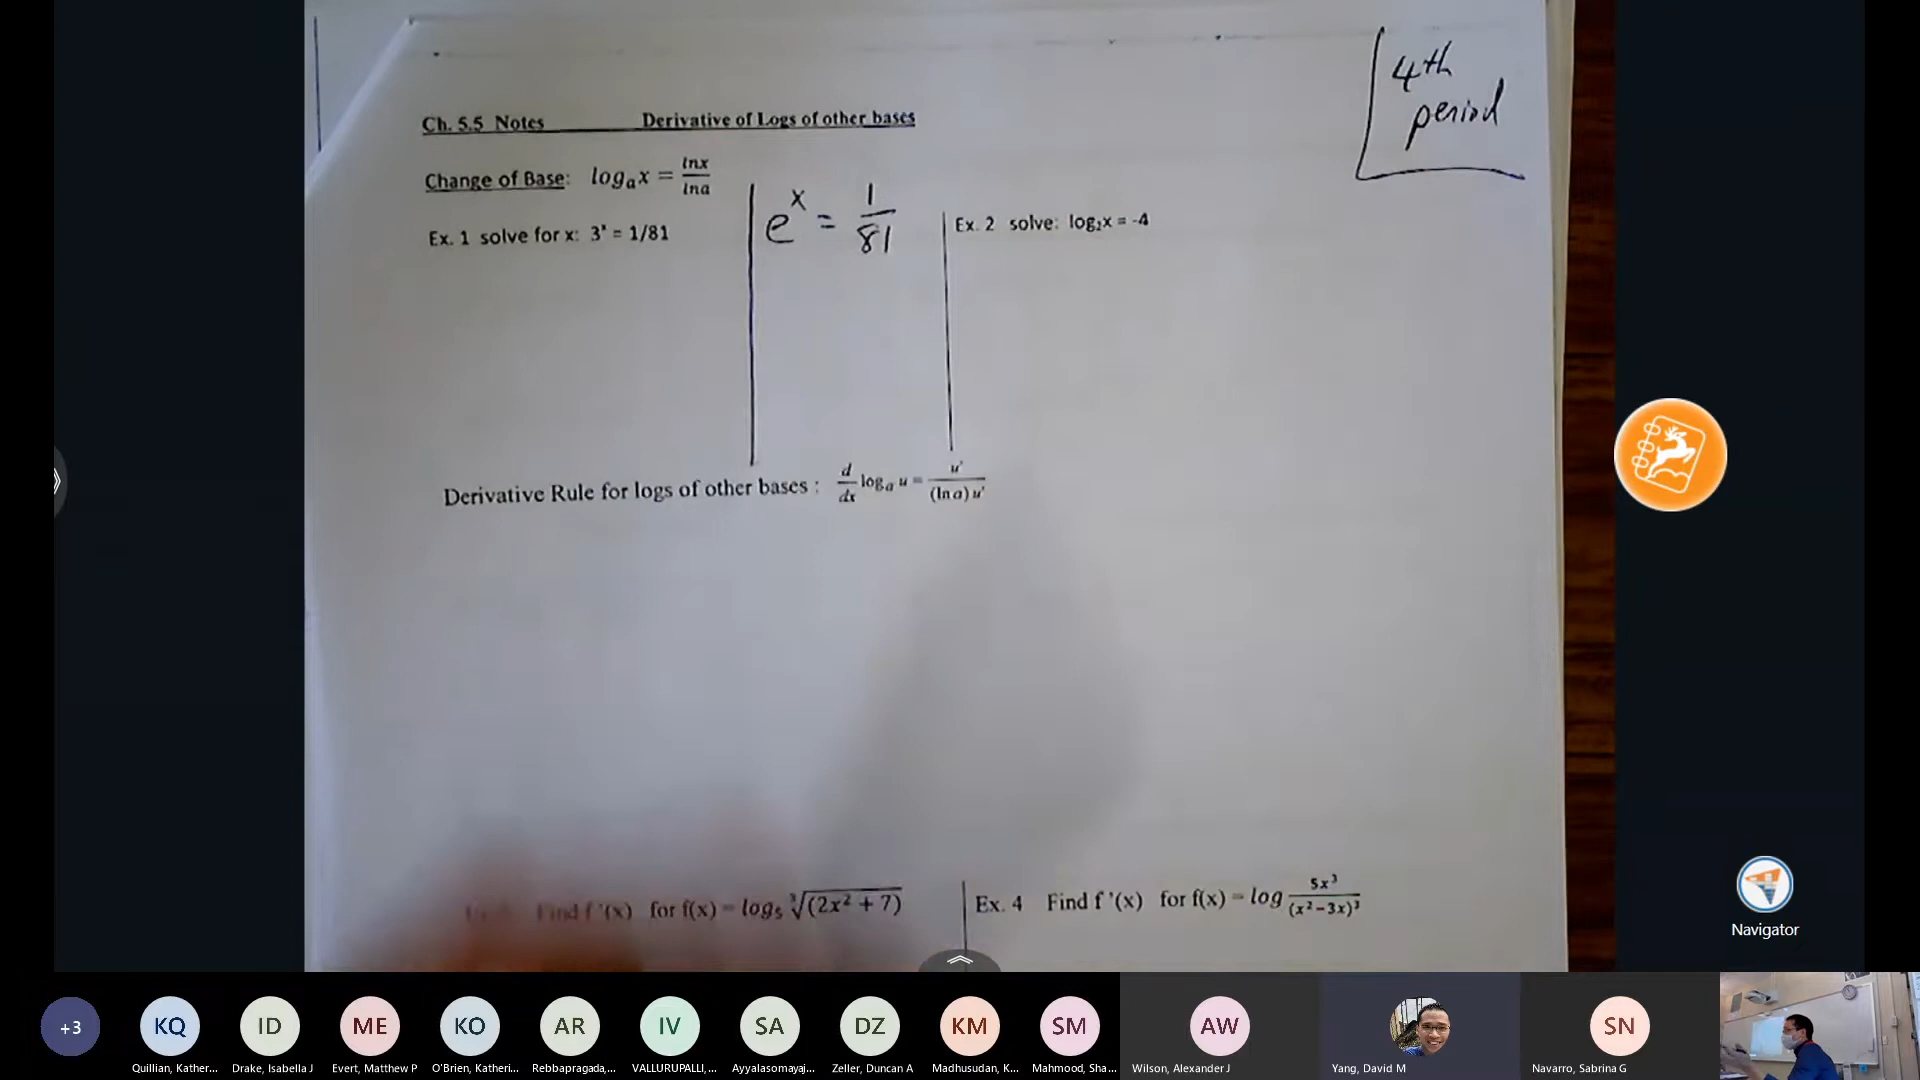 4th
period
Ch. 5.5 Notes Derivative of Logs of other bases
Change of Base: logₐx = lnx/lna
Ex. 1 solve for x: 3ˣ = 1/81
eˣ = 1/81
Ex. 2 solve: log₂x = -4
Derivative Rule for logs of other bases : d/dx logₐ u = u'/(ln a) u'
Find f '(x) for f(x) = log₅ ∛(2x² + 7)
Ex. 4 Find f '(x) for f(x) = log 5x³/(x²−3x)³
Navigator
+3
KQ
ID
ME
KO
AR
IV
SA
DZ
KM
SM
AW
SN
Quillian, Kather...
Drake, Isabella J
Evert, Matthew P
O'Brien, Katheri...
Rebbapragada,...
VALLURUPALLI,...
Ayyalasomayaj...
Zeller, Duncan A
Madhusudan, K...
Mahmood, Sha...
Wilson, Alexander J
Yang, David M
Navarro, Sabrina G